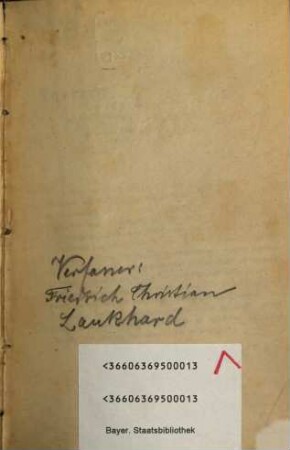 Verfasser:
Friedrich Christian
Laukhard
<36606369500013
<36606369500013
Bayer. Staatsbibliothek